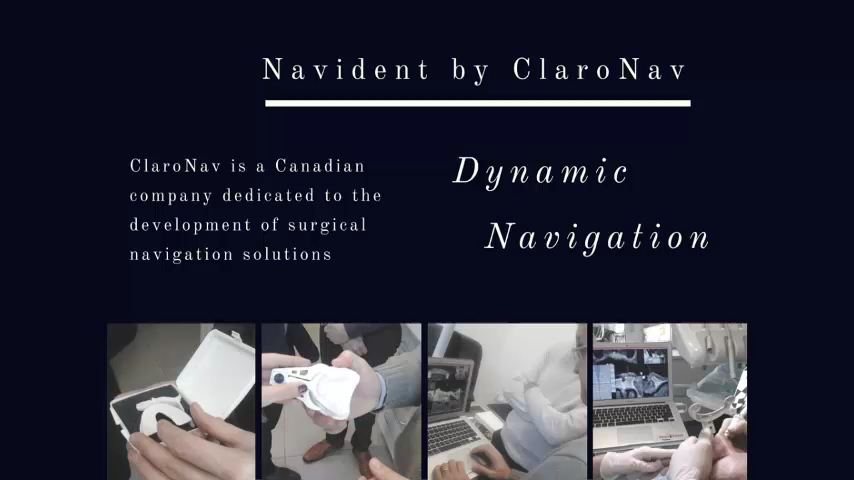 Navident by ClaroNav
ClaroNav is a Canadian
company dedicated to the
development of surgical
navigation solutions
Dynamic
Navigation